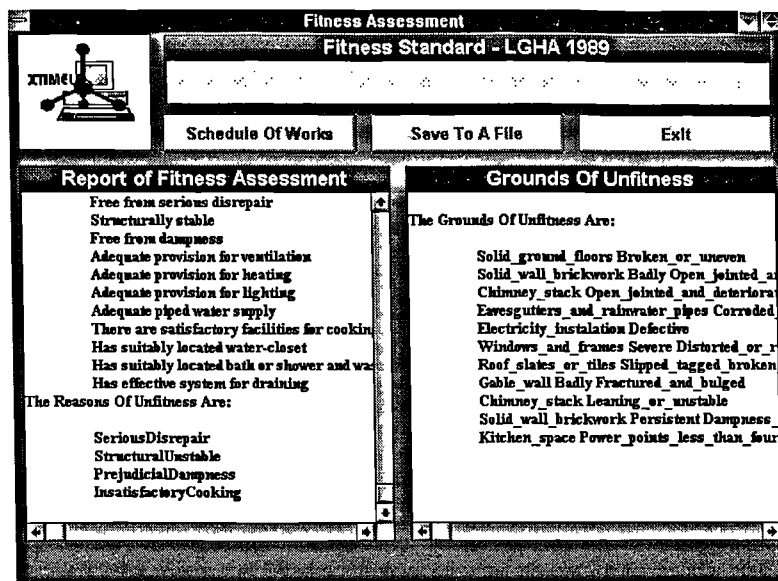 Fitness Assessment
Fitness Standard - LGHA 1989
Schedule Of Works
Save To A File
Exit
Report of Fitness Assessment
Free from serious disrepair
Structurally stable
Free from dampness
Adequate provision for ventilation
Adequate provision for heating
Adequate provision for lighting
Adequate piped water supply
There are satisfactory facilities for cookin
Has suitably located water-closet
Has suitably located bath or shower and wa
Has effective system for draining
The Reasons Of Unfitness Are:
SeriousDisrepair
StructuralUnstable
PrejudicialDampness
InsatisfactoryCooking
Grounds Of Unfitness
The Grounds Of Unfitness Are:
Solid_ground_floors Broken_or_uneven
Solid_wall_brickwork Badly Open_jointed_a
Chimney_stack Open_jointed_and_deteriorat
Eavesgutters_and_rainwater_pipes Corroded_
Electricity_instalation Defective
Windows_and_frames Severe Distorted_or_r
Roof_slates_or_tiles Slipped_tagged_broken
Gable_wall Badly Fractured_and_bulged
Chimney_stack Leaning_or_unstable
Solid_wall_brickwork Persistent Dampness_
Kitchen_space Power_points_less_than_four